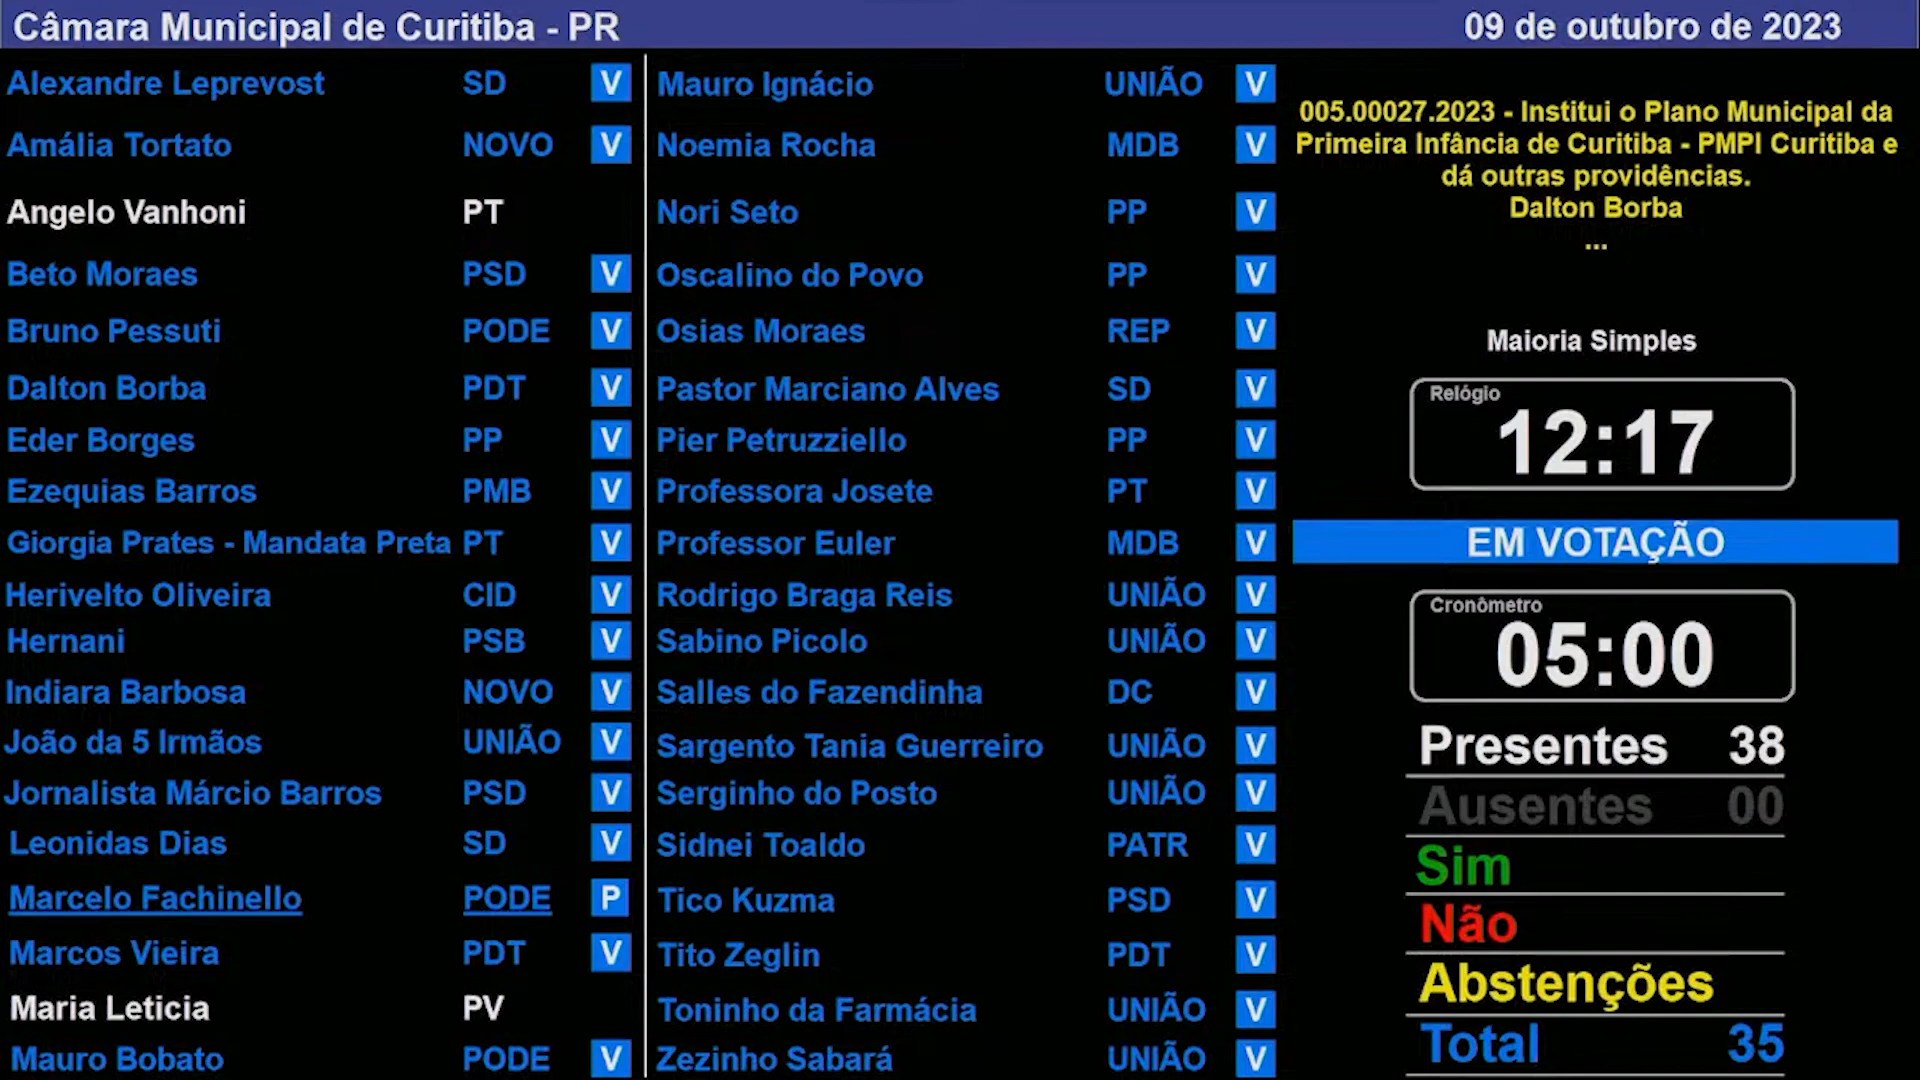 Câmara Municipal de Curitiba - PR 09 de outubro de 2023
Alexandre Leprevost SD V
Amália Tortato NOVO V
Angelo Vanhoni PT
Beto Moraes PSD V
Bruno Pessuti PODE V
Dalton Borba PDT V
Eder Borges PP V
Ezequias Barros PMB V
Giorgia Prates - Mandata Preta PT V
Herivelto Oliveira CID V
Hernani PSB V
Indiara Barbosa NOVO V
João da 5 Irmãos UNIÃO V
Jornalista Márcio Barros PSD V
Leonidas Dias SD V
Marcelo Fachinello PODE P
Marcos Vieira PDT V
Maria Leticia PV
Mauro Bobato PODE V
Mauro Ignácio UNIÃO V
Noemia Rocha MDB V
Nori Seto PP V
Oscalino do Povo PP V
Osias Moraes REP V
Pastor Marciano Alves SD V
Pier Petruzziello PP V
Professora Josete PT V
Professor Euler MDB V
Rodrigo Braga Reis UNIÃO V
Sabino Picolo UNIÃO V
Salles do Fazendinha DC V
Sargento Tania Guerreiro UNIÃO V
Serginho do Posto UNIÃO V
Sidnei Toaldo PATR V
Tico Kuzma PSD V
Tito Zeglin PDT V
Toninho da Farmácia UNIÃO V
Zezinho Sabará UNIÃO V
005.00027.2023 - Institui o Plano Municipal da
Primeira Infância de Curitiba - PMPI Curitiba e
dá outras providências.
Dalton Borba
...
Maioria Simples
Relógio
12:17
EM VOTAÇÃO
Cronômetro
05:00
Presentes 38
Ausentes 00
Sim
Não
Abstenções
Total 35